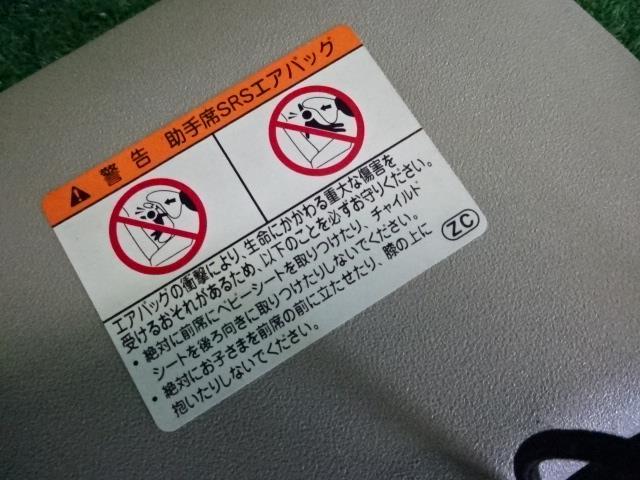 警告 助手席SRSエアバッグ
エアバッグの衝撃により、生命にかかわる重大な傷害を
受けるおそれがあるため、以下のことを必ずお守りください。
・絶対に前席にベビーシートを取りつけたり、チャイルド
シートを後ろ向きに取りつけたりしないでください。
・絶対にお子さまを前席の前に立たせたり、膝の上に
抱いたりしないでください。
ZC